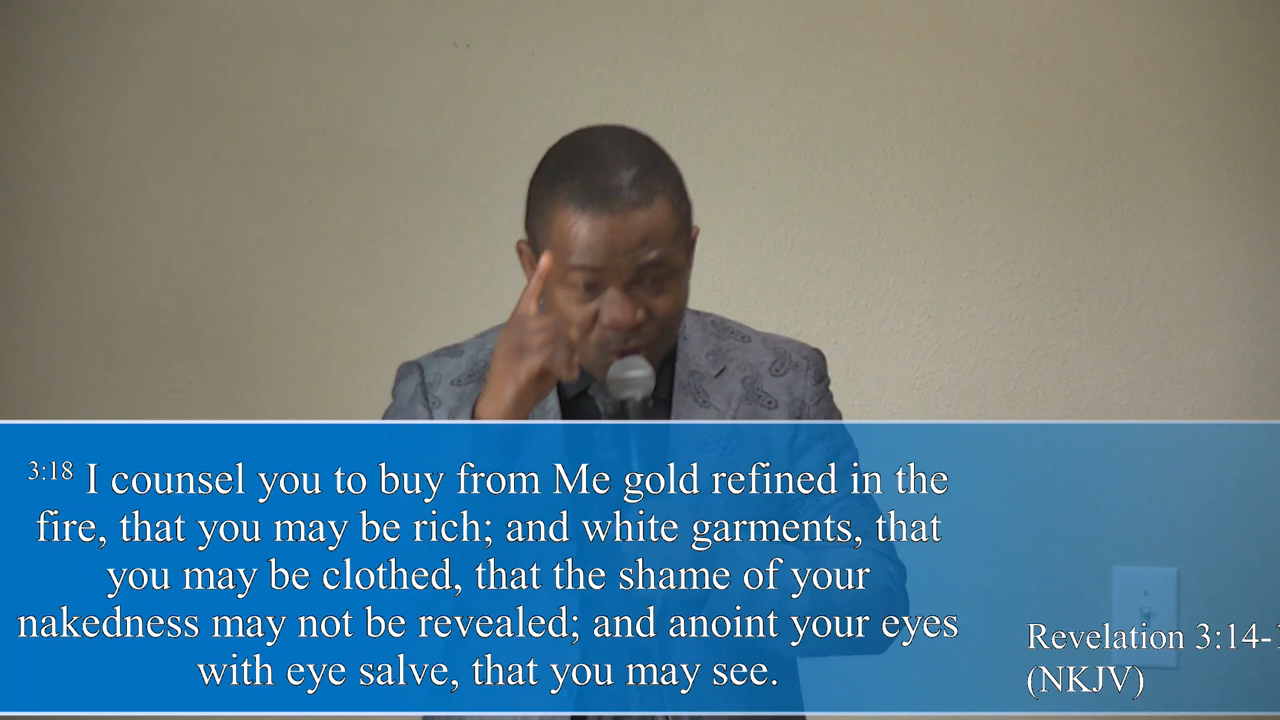 3:18 I counsel you to buy from Me gold refined in the
fire, that you may be rich; and white garments, that
you may be clothed, that the shame of your
nakedness may not be revealed; and anoint your eyes
with eye salve, that you may see.
Revelation 3:14-
(NKJV)